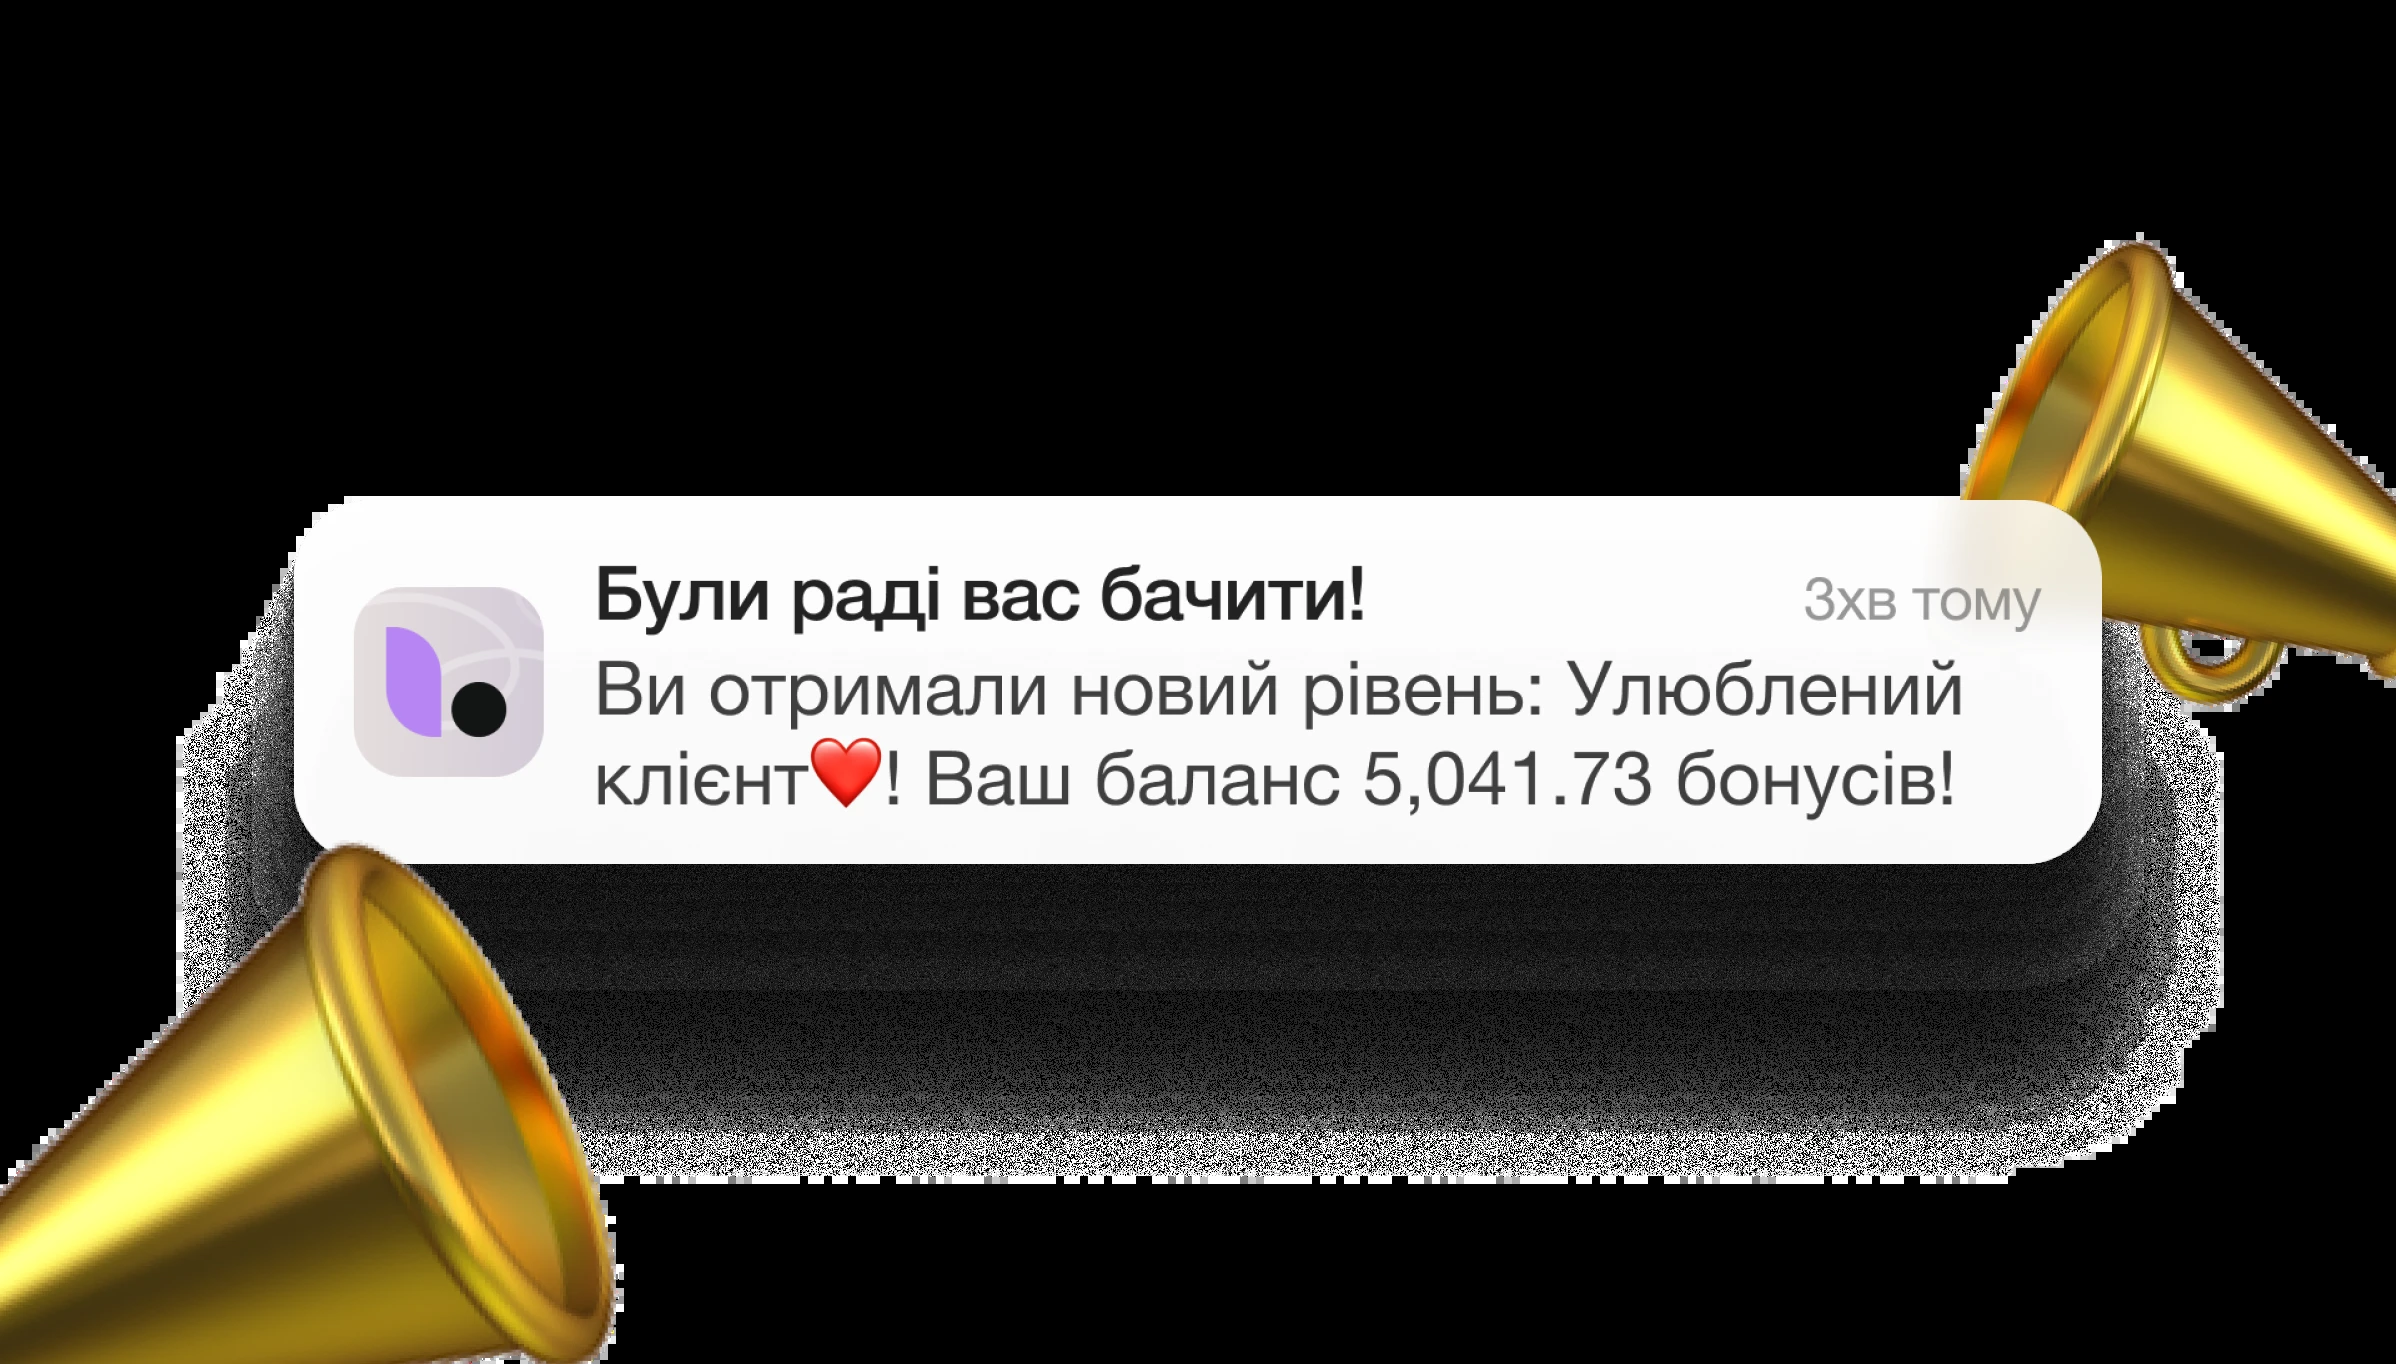 Були раді вас бачити!
3хв тому
Ви отримали новий рівень: Улюблений
клієнт❤️! Ваш баланс 5,041.73 бонусів!